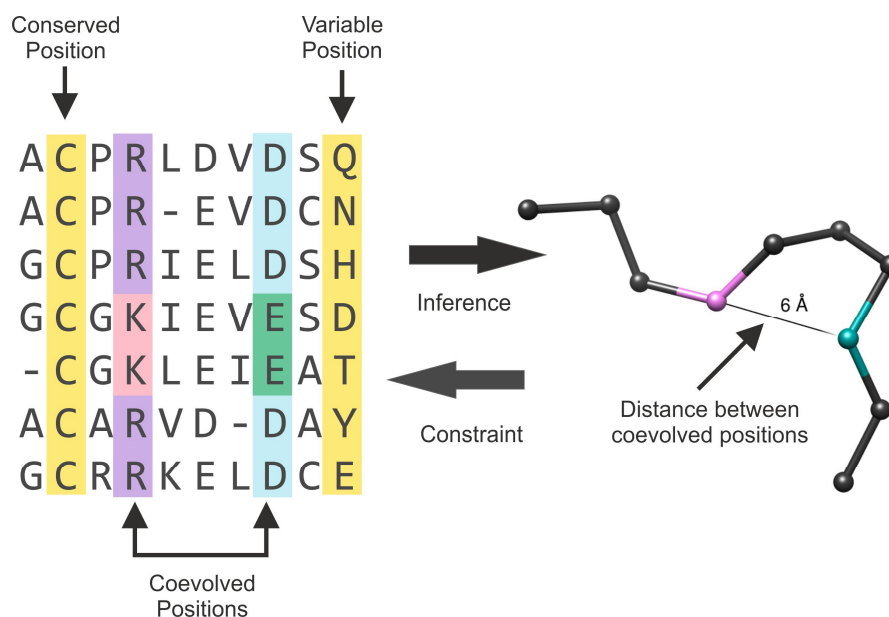 Conserved
Position
Variable
Position
ACPRLDVDSQ
ACPR-EVDCN
GCPRIELDSH
GCGKIEVESD
-CGKLEIEAT
ACARVD-DAY
GCRRKELDCE
Coevolved
Positions
Inference
Constraint
6 Å
Distance between
coevolved positions